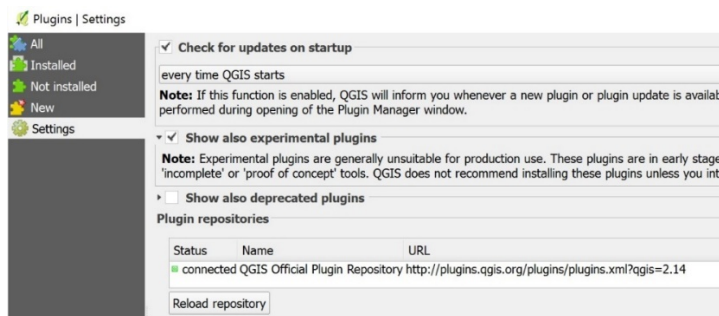 Plugins | Settings
All
Installed
Not installed
New
Settings
Check for updates on startup
every time QGIS starts
Note: If this function is enabled, QGIS will inform you whenever a new plugin or plugin update is availab
performed during opening of the Plugin Manager window.
Show also experimental plugins
Note: Experimental plugins are generally unsuitable for production use. These plugins are in early stage
'incomplete' or 'proof of concept' tools. QGIS does not recommend installing these plugins unless you int
Show also deprecated plugins
Plugin repositories
Status Name URL
connected QGIS Official Plugin Repository http://plugins.qgis.org/plugins/plugins.xml?qgis=2.14
Reload repository